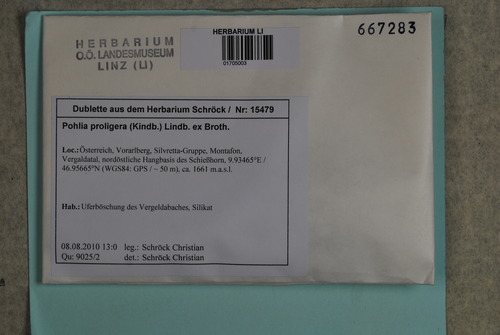 HERBARIUM
O.Ö. LANDESMUSEUM
LINZ (LI)
HERBARIUM LI
01705003
667283
Dublette aus dem Herbarium Schröck / Nr: 15479
Pohlia proligera (Kindb.) Lindb. ex Broth.
Loc.:Österreich, Vorarlberg, Silvretta-Gruppe, Montafon,
Vergaldatal, nordöstliche Hangbasis des Schießhorn, 9.93465°E /
46.95665°N (WGS84: GPS / ~ 50 m), ca. 1661 m.a.s.l.
Hab.: Uferböschung des Vergeldabaches, Silikat
08.08.2010 13:0 leg.: Schröck Christian
Qu: 9025/2 det.: Schröck Christian